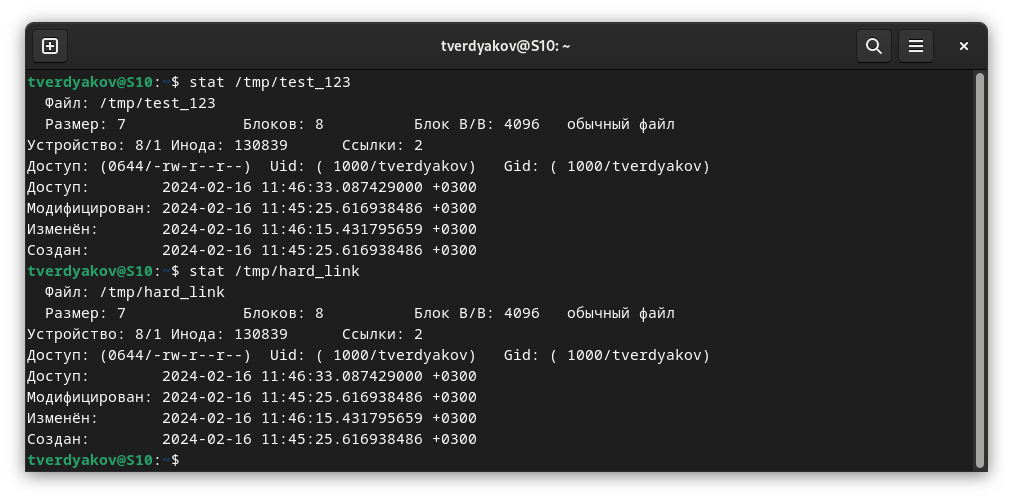 tverdyakov@S10: ~
tverdyakov@S10:~$ stat /tmp/test_123
  Файл: /tmp/test_123
  Размер: 7             Блоков: 8          Блок В/В: 4096   обычный файл
Устройство: 8/1 Инода: 130839      Ссылки: 2
Доступ: (0644/-rw-r--r--)  Uid: ( 1000/tverdyakov)   Gid: ( 1000/tverdyakov)
Доступ:        2024-02-16 11:46:33.087429000 +0300
Модифицирован: 2024-02-16 11:45:25.616938486 +0300
Изменён:       2024-02-16 11:46:15.431795659 +0300
Создан:        2024-02-16 11:45:25.616938486 +0300
tverdyakov@S10:~$ stat /tmp/hard_link
  Файл: /tmp/hard_link
  Размер: 7             Блоков: 8          Блок В/В: 4096   обычный файл
Устройство: 8/1 Инода: 130839      Ссылки: 2
Доступ: (0644/-rw-r--r--)  Uid: ( 1000/tverdyakov)   Gid: ( 1000/tverdyakov)
Доступ:        2024-02-16 11:46:33.087429000 +0300
Модифицирован: 2024-02-16 11:45:25.616938486 +0300
Изменён:       2024-02-16 11:46:15.431795659 +0300
Создан:        2024-02-16 11:45:25.616938486 +0300
tverdyakov@S10:~$